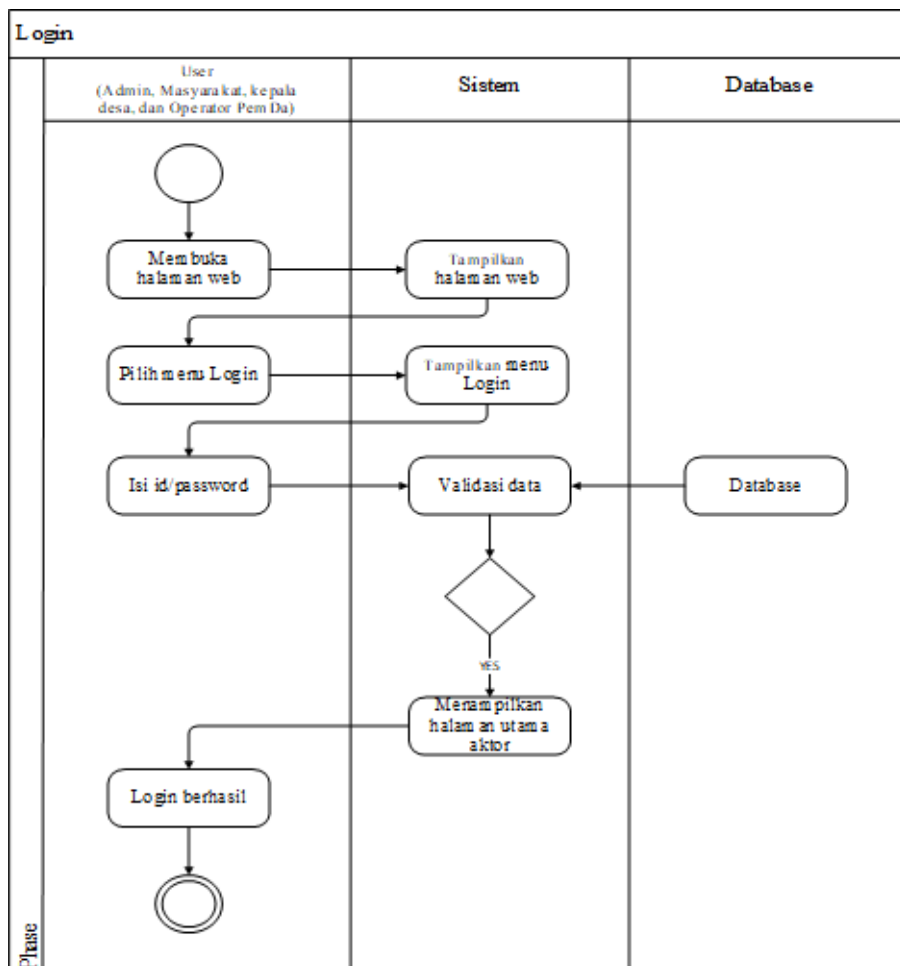 Login
User
(Admin, Masyarakat, kepala
desa, dan Operator PemDa)
Sistem
Database
Membuka
halaman web
Tampilkan
halaman web
Pilih menu Login
Tampilkan menu
Login
Isi id/password
Validasi data
Database
YES
Menampilkan
halaman utama
aktor
Login berhasil
Phase